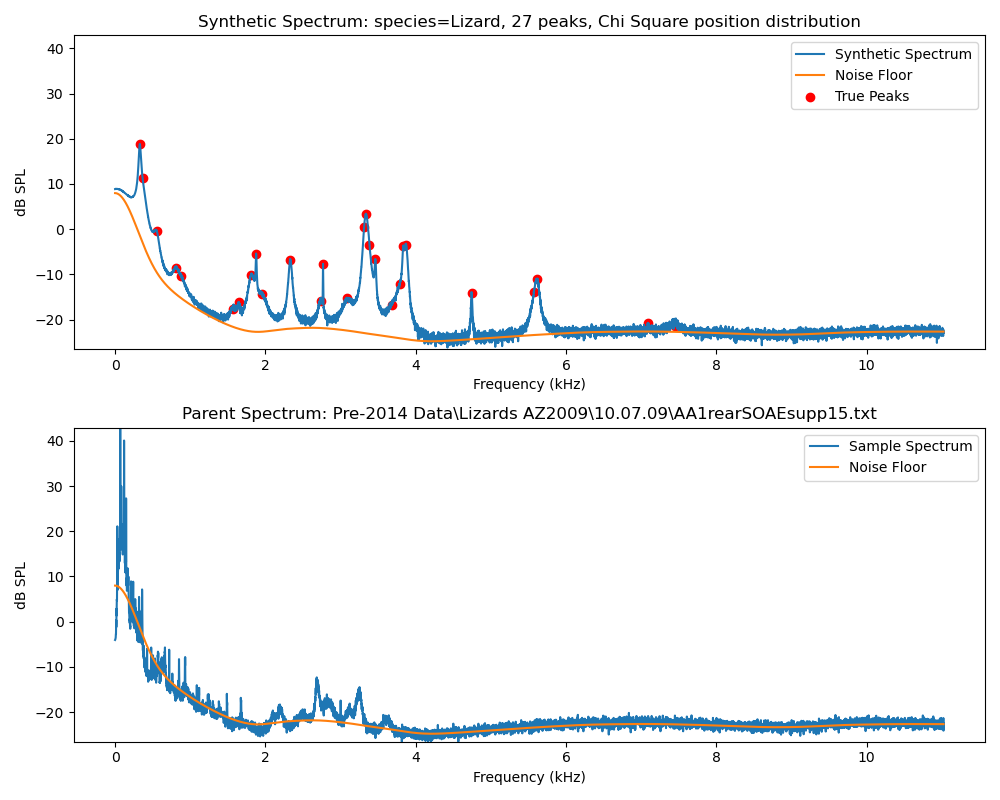 Synthetic Spectrum: species=Lizard, 27 peaks, Chi Square position distribution
40
30
20
10
0
−10
−20
dB SPL
Synthetic Spectrum
Noise Floor
True Peaks
0 2 4 6 8 10
Frequency (kHz)
Parent Spectrum: Pre-2014 Data\Lizards AZ2009\10.07.09\AA1rearSOAEsupp15.txt
40
30
20
10
0
−10
−20
dB SPL
Sample Spectrum
Noise Floor
0 2 4 6 8 10
Frequency (kHz)